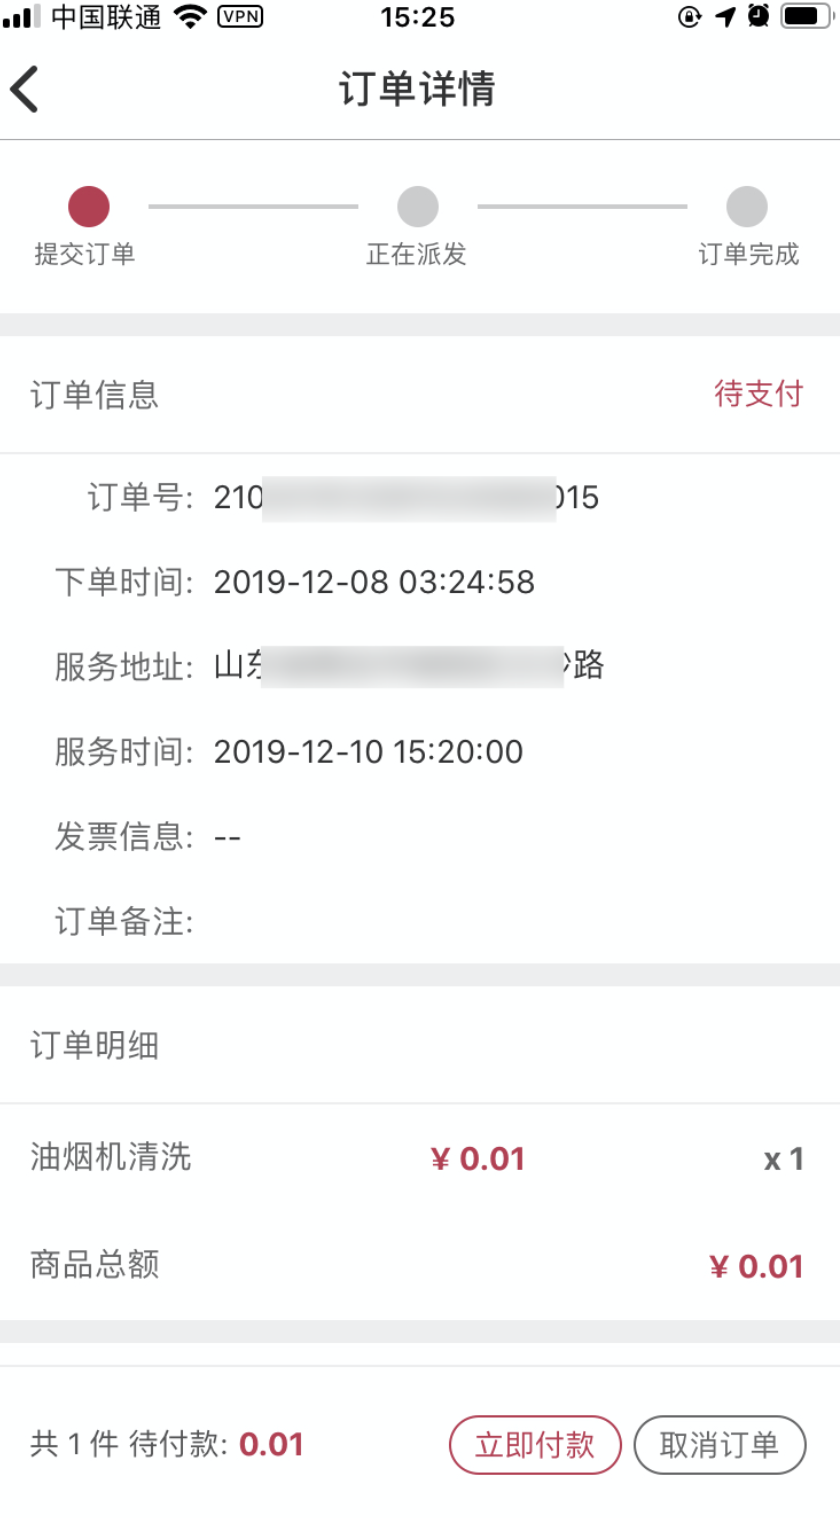 中国联通 VPN 15:25
订单详情
提交订单 正在派发 订单完成
订单信息 待支付
订单号: 210 015
下单时间: 2019-12-08 03:24:58
服务地址: 山东 路
服务时间: 2019-12-10 15:20:00
发票信息: --
订单备注:
订单明细
油烟机清洗 ¥ 0.01 x 1
商品总额 ¥ 0.01
共 1 件 待付款: 0.01 立即付款 取消订单